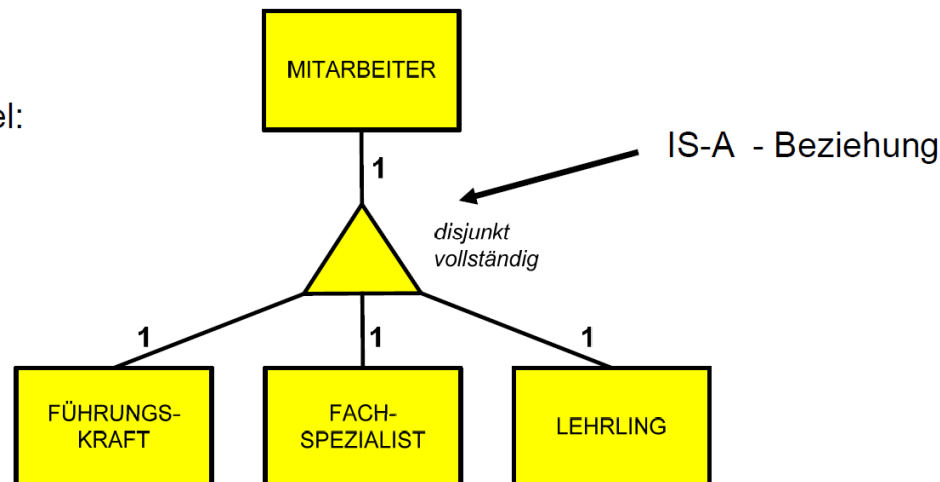 MITARBEITER
el:
IS-A - Beziehung
1
disjunkt
vollständig
1
1
1
FÜHRUNGS-
KRAFT
FACH-
SPEZIALIST
LEHRLING